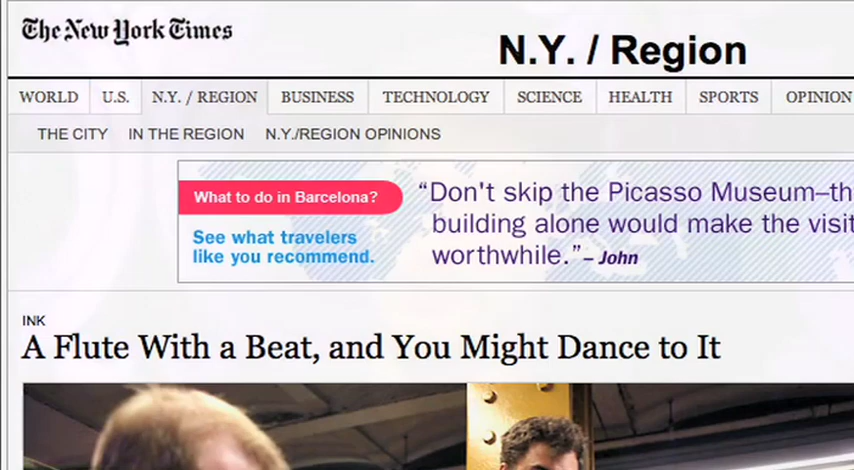 The New York Times
N.Y. / Region
WORLD U.S. N.Y. / REGION BUSINESS TECHNOLOGY SCIENCE HEALTH SPORTS OPINION
THE CITY IN THE REGION N.Y./REGION OPINIONS
What to do in Barcelona?
See what travelers
like you recommend.
“Don't skip the Picasso Museum–th
building alone would make the visit
worthwhile.” – John
INK
A Flute With a Beat, and You Might Dance to It